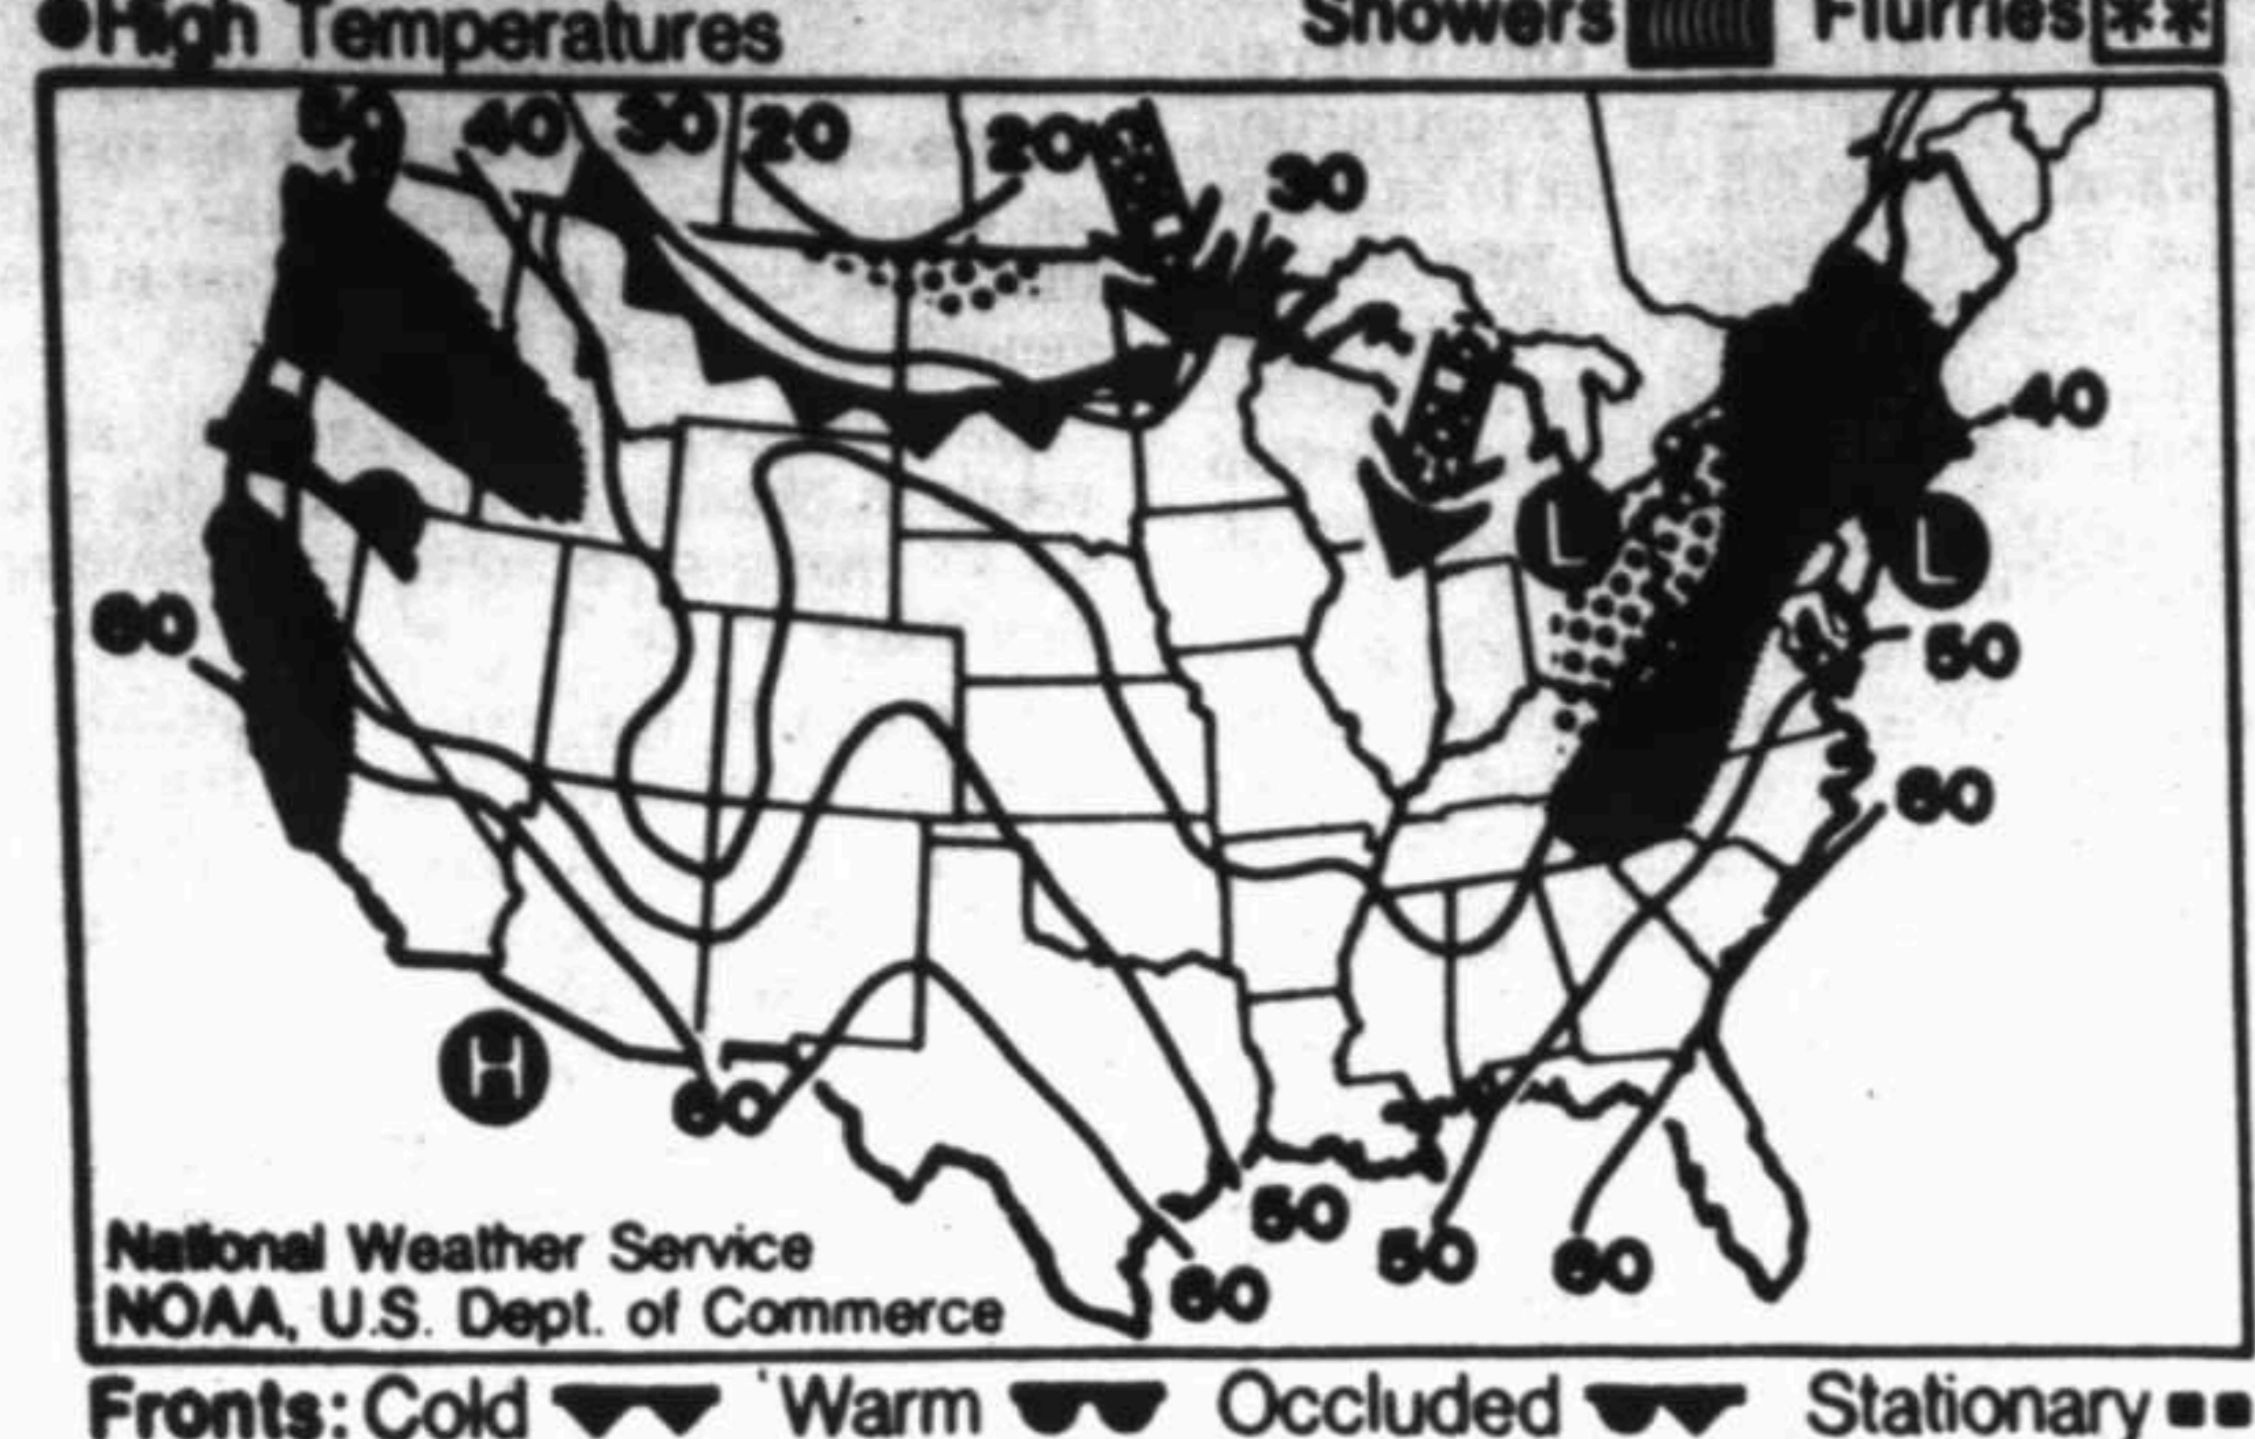 ●High Temperatures
Showers Flurries
50 40 30 20 20 30
40
L L
60 50
60
H
60
50
50 60
60
National Weather Service
NOAA, U.S. Dept. of Commerce
Fronts: Cold Warm Occluded Stationary